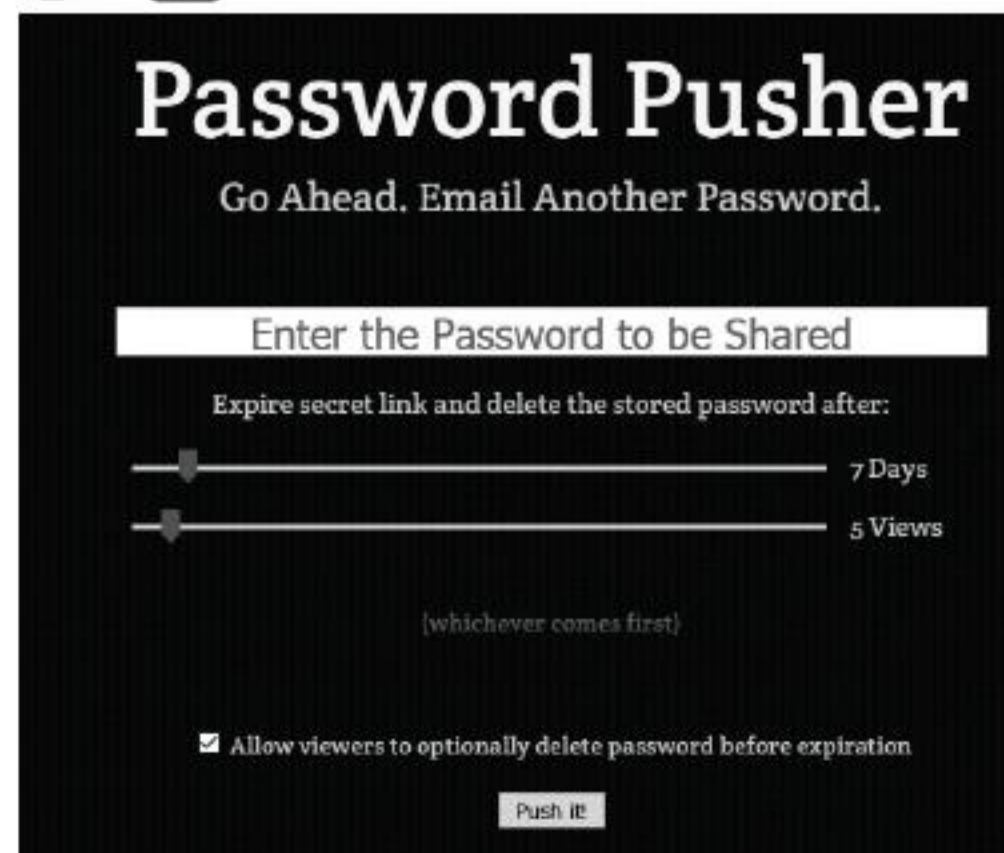 Password Pusher
Go Ahead. Email Another Password.
Enter the Password to be Shared
Expire secret link and delete the stored password after:
7 Days
5 Views
(whichever comes first)
Allow viewers to optionally delete password before expiration
Push it!